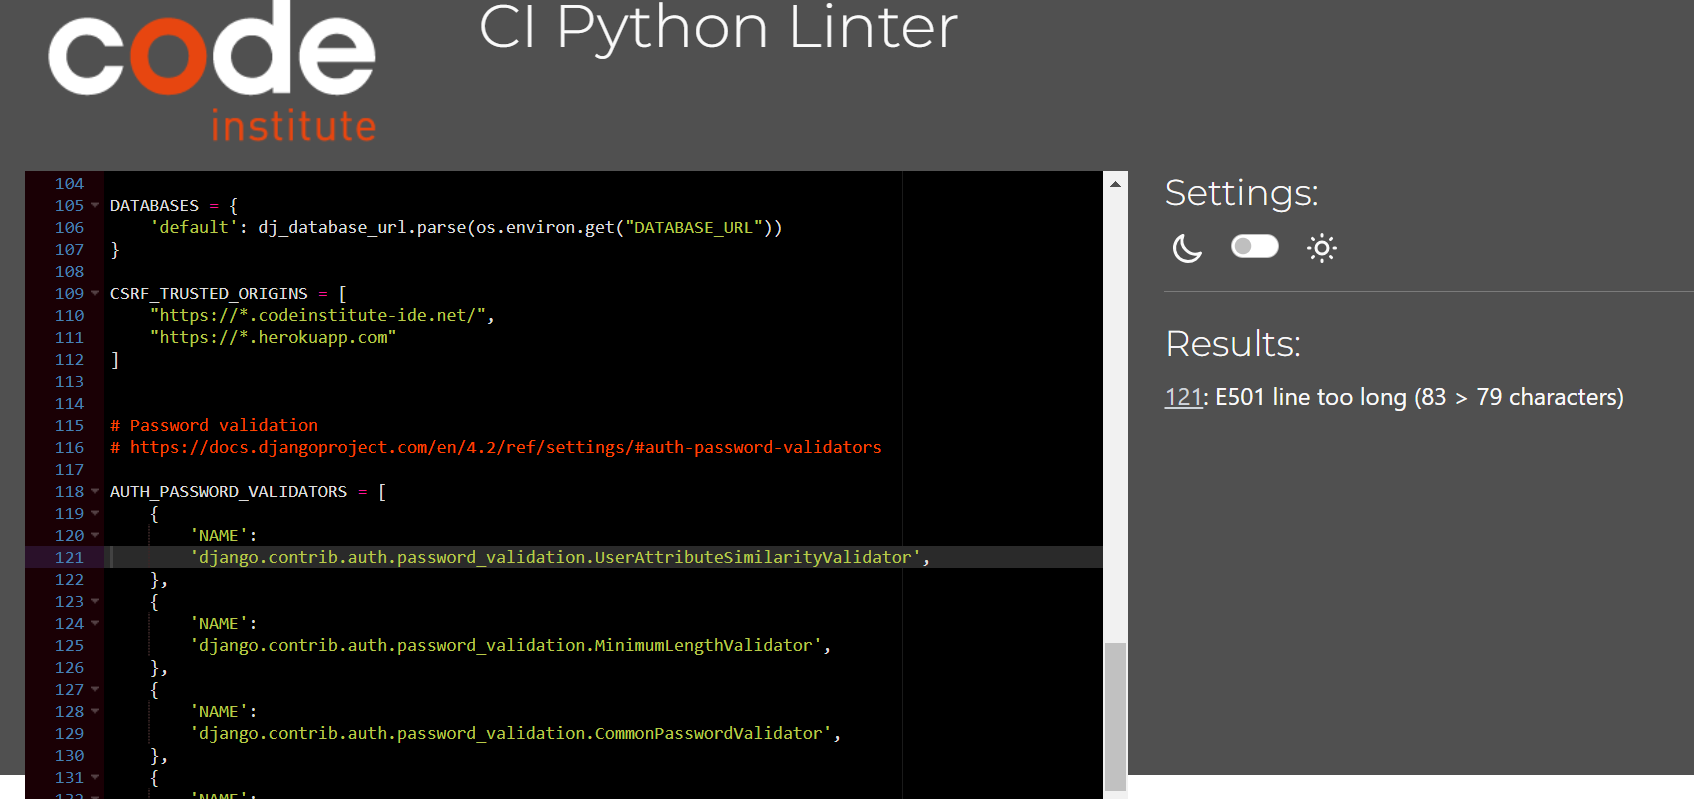 code
institute
CI Python Linter
104
105 DATABASES = {
106 'default': dj_database_url.parse(os.environ.get("DATABASE_URL"))
107 }
108
109 CSRF_TRUSTED_ORIGINS = [
110 "https://*.codeinstitute-ide.net/",
111 "https://*.herokuapp.com"
112 ]
113
114
115 # Password validation
116 # https://docs.djangoproject.com/en/4.2/ref/settings/#auth-password-validators
117
118 AUTH_PASSWORD_VALIDATORS = [
119 {
120 'NAME':
121 'django.contrib.auth.password_validation.UserAttributeSimilarityValidator',
122 },
123 {
124 'NAME':
125 'django.contrib.auth.password_validation.MinimumLengthValidator',
126 },
127 {
128 'NAME':
129 'django.contrib.auth.password_validation.CommonPasswordValidator',
130 },
131 {
132 'NAME':
Settings:
Results:
121: E501 line too long (83 > 79 characters)